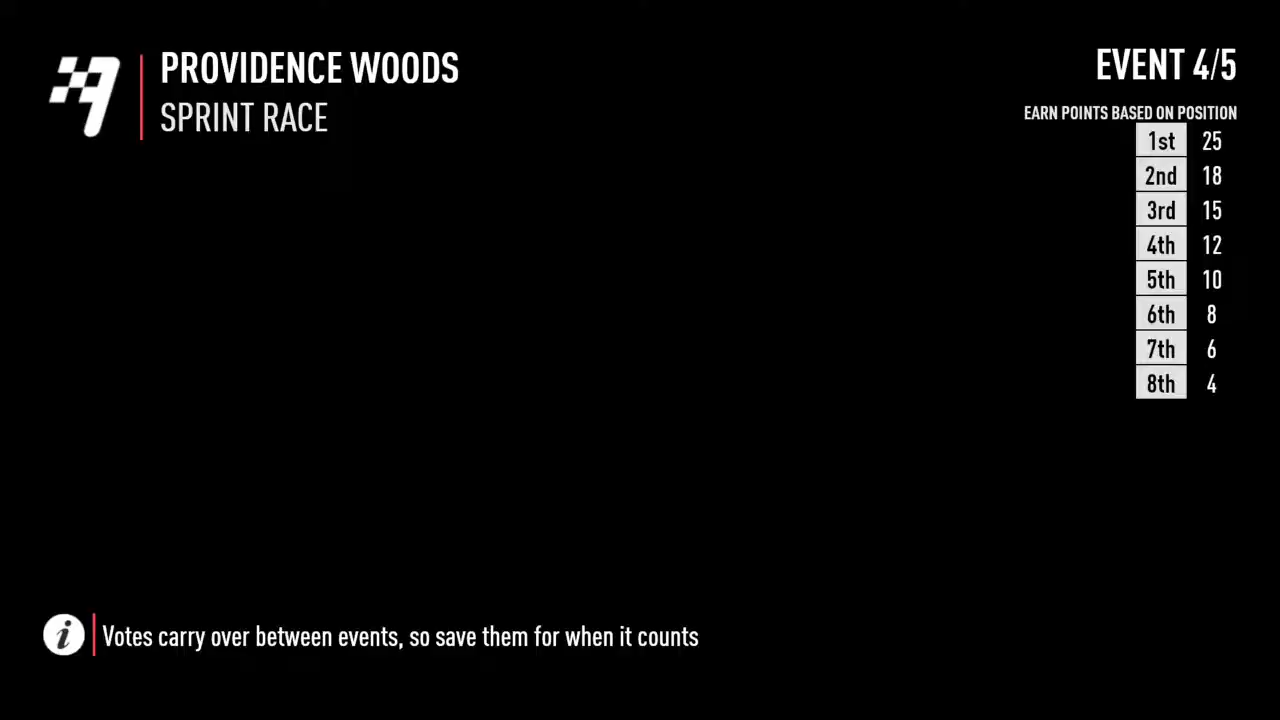 PROVIDENCE WOODS
SPRINT RACE
EVENT 4/5
EARN POINTS BASED ON POSITION
1st 25
2nd 18
3rd 15
4th 12
5th 10
6th 8
7th 6
8th 4
i Votes carry over between events, so save them for when it counts